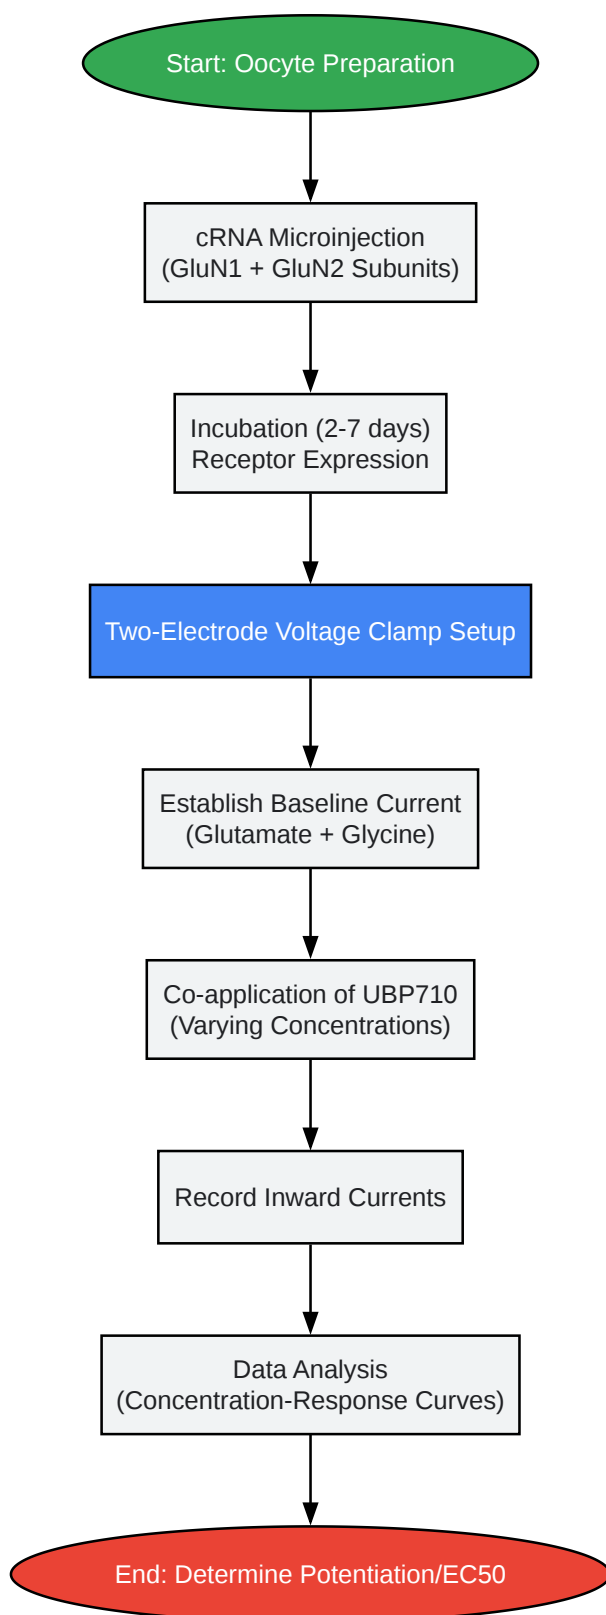 Start: Oocyte Preparation
cRNA Microinjection
(GluN1 + GluN2 Subunits)
Incubation (2-7 days)
Receptor Expression
Two-Electrode Voltage Clamp Setup
Establish Baseline Current
(Glutamate + Glycine)
Co-application of UBP710
(Varying Concentrations)
Record Inward Currents
Data Analysis
(Concentration-Response Curves)
End: Determine Potentiation/EC50